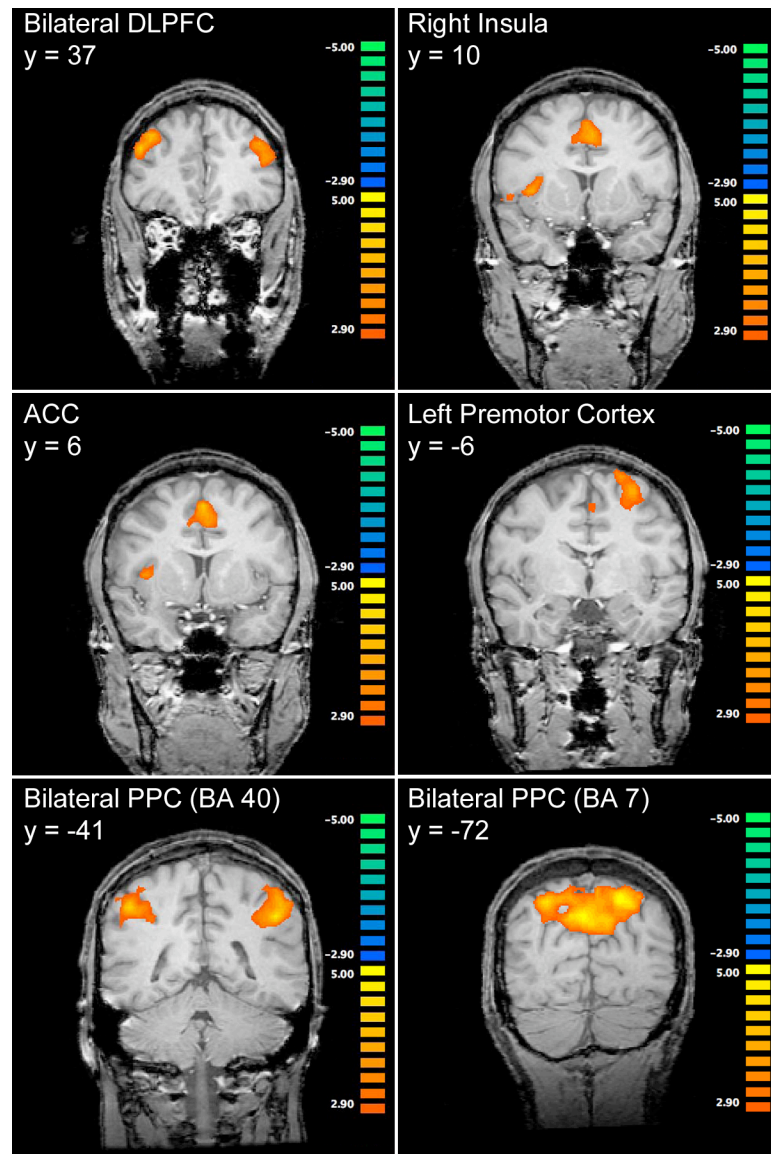 Bilateral DLPFC
y = 37
−5.00
−2.90
5.00
2.90
Right Insula
y = 10
−5.00
−2.90
5.00
2.90
ACC
y = 6
−5.00
−2.90
5.00
2.90
Left Premotor Cortex
y = -6
−5.00
−2.90
5.00
2.90
Bilateral PPC (BA 40)
y = -41
−5.00
−2.90
5.00
2.90
Bilateral PPC (BA 7)
y = -72
−5.00
−2.90
5.00
2.90